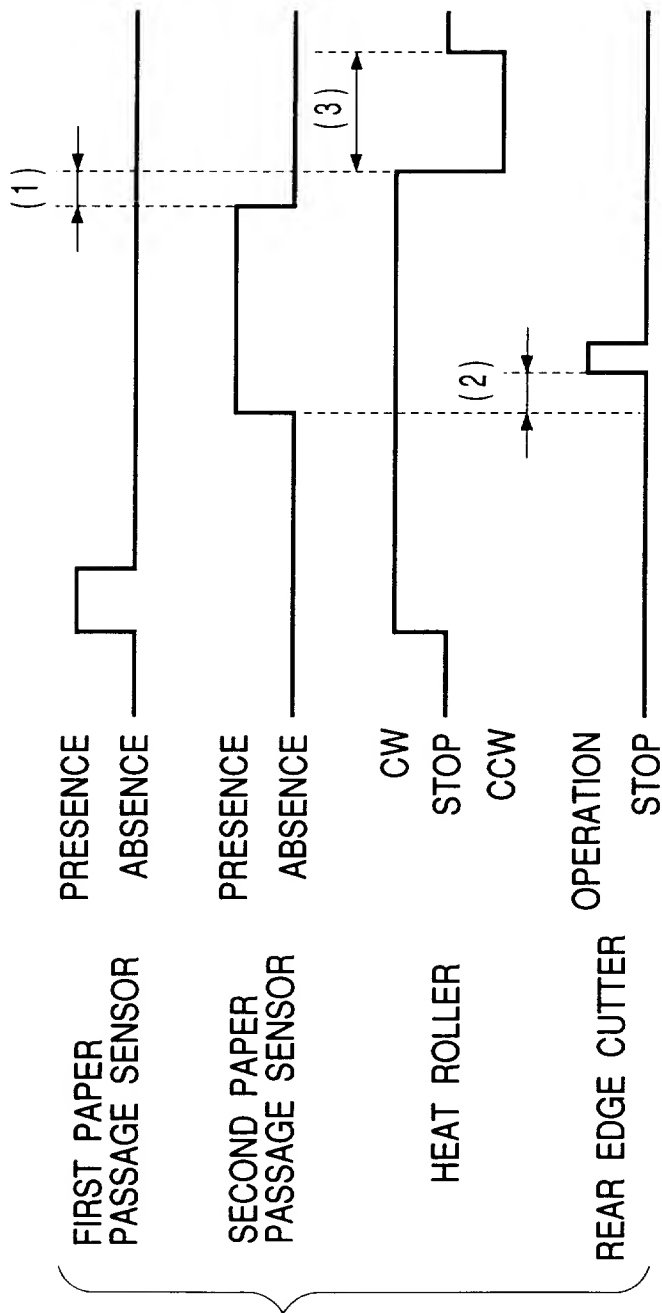 FIRST PAPER
PASSAGE SENSOR
PRESENCE
ABSENCE
(1)
SECOND PAPER
PASSAGE SENSOR
PRESENCE
ABSENCE
(3)
HEAT ROLLER
CW
STOP
CCW
(2)
REAR EDGE CUTTER
OPERATION
STOP